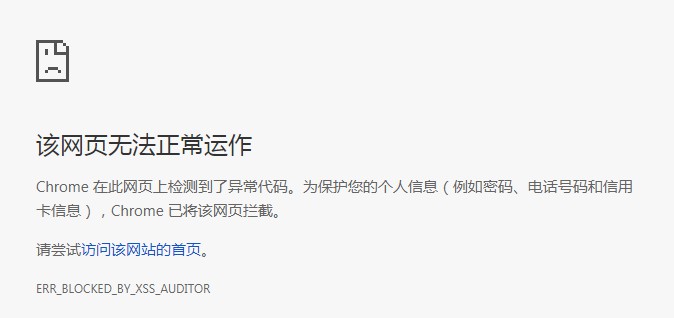 该网页无法正常运作
Chrome 在此网页上检测到了异常代码。为保护您的个人信息（例如密码、电话号码和信用
卡信息），Chrome 已将该网页拦截。
请尝试访问该网站的首页。
ERR_BLOCKED_BY_XSS_AUDITOR